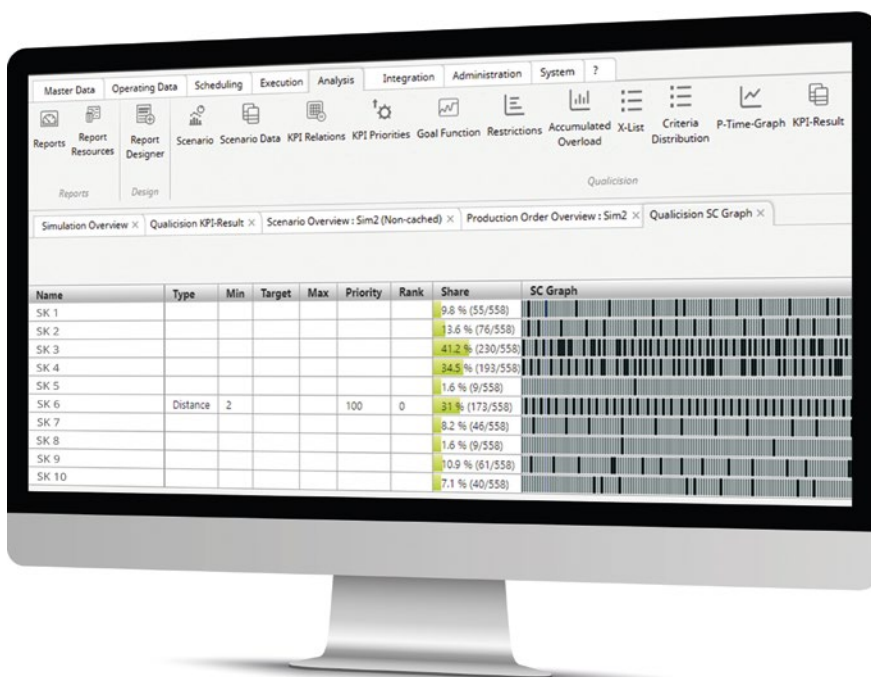 Master Data Operating Data Scheduling Execution Analysis Integration Administration System ?
Reports Report Resources Report Designer Scenario Scenario Data KPI Relations KPI Priorities Goal Function Restrictions Accumulated Overload X-List Criteria Distribution P-Time-Graph KPI-Result
Reports Design Qualicision
Simulation Overview × Qualicision KPI-Result × Scenario Overview : Sim2 (Non-cached) × Production Order Overview : Sim2 × Qualicision SC Graph ×
Name Type Min Target Max Priority Rank Share SC Graph
SK 1 9.8 % (55/558)
SK 2 13.6 % (76/558)
SK 3 41.2 % (230/558)
SK 4 34.5 % (193/558)
SK 5 1.6 % (9/558)
SK 6 Distance 2 100 0 31 % (173/558)
SK 7 8.2 % (46/558)
SK 8 1.6 % (9/558)
SK 9 10.9 % (61/558)
SK 10 7.1 % (40/558)